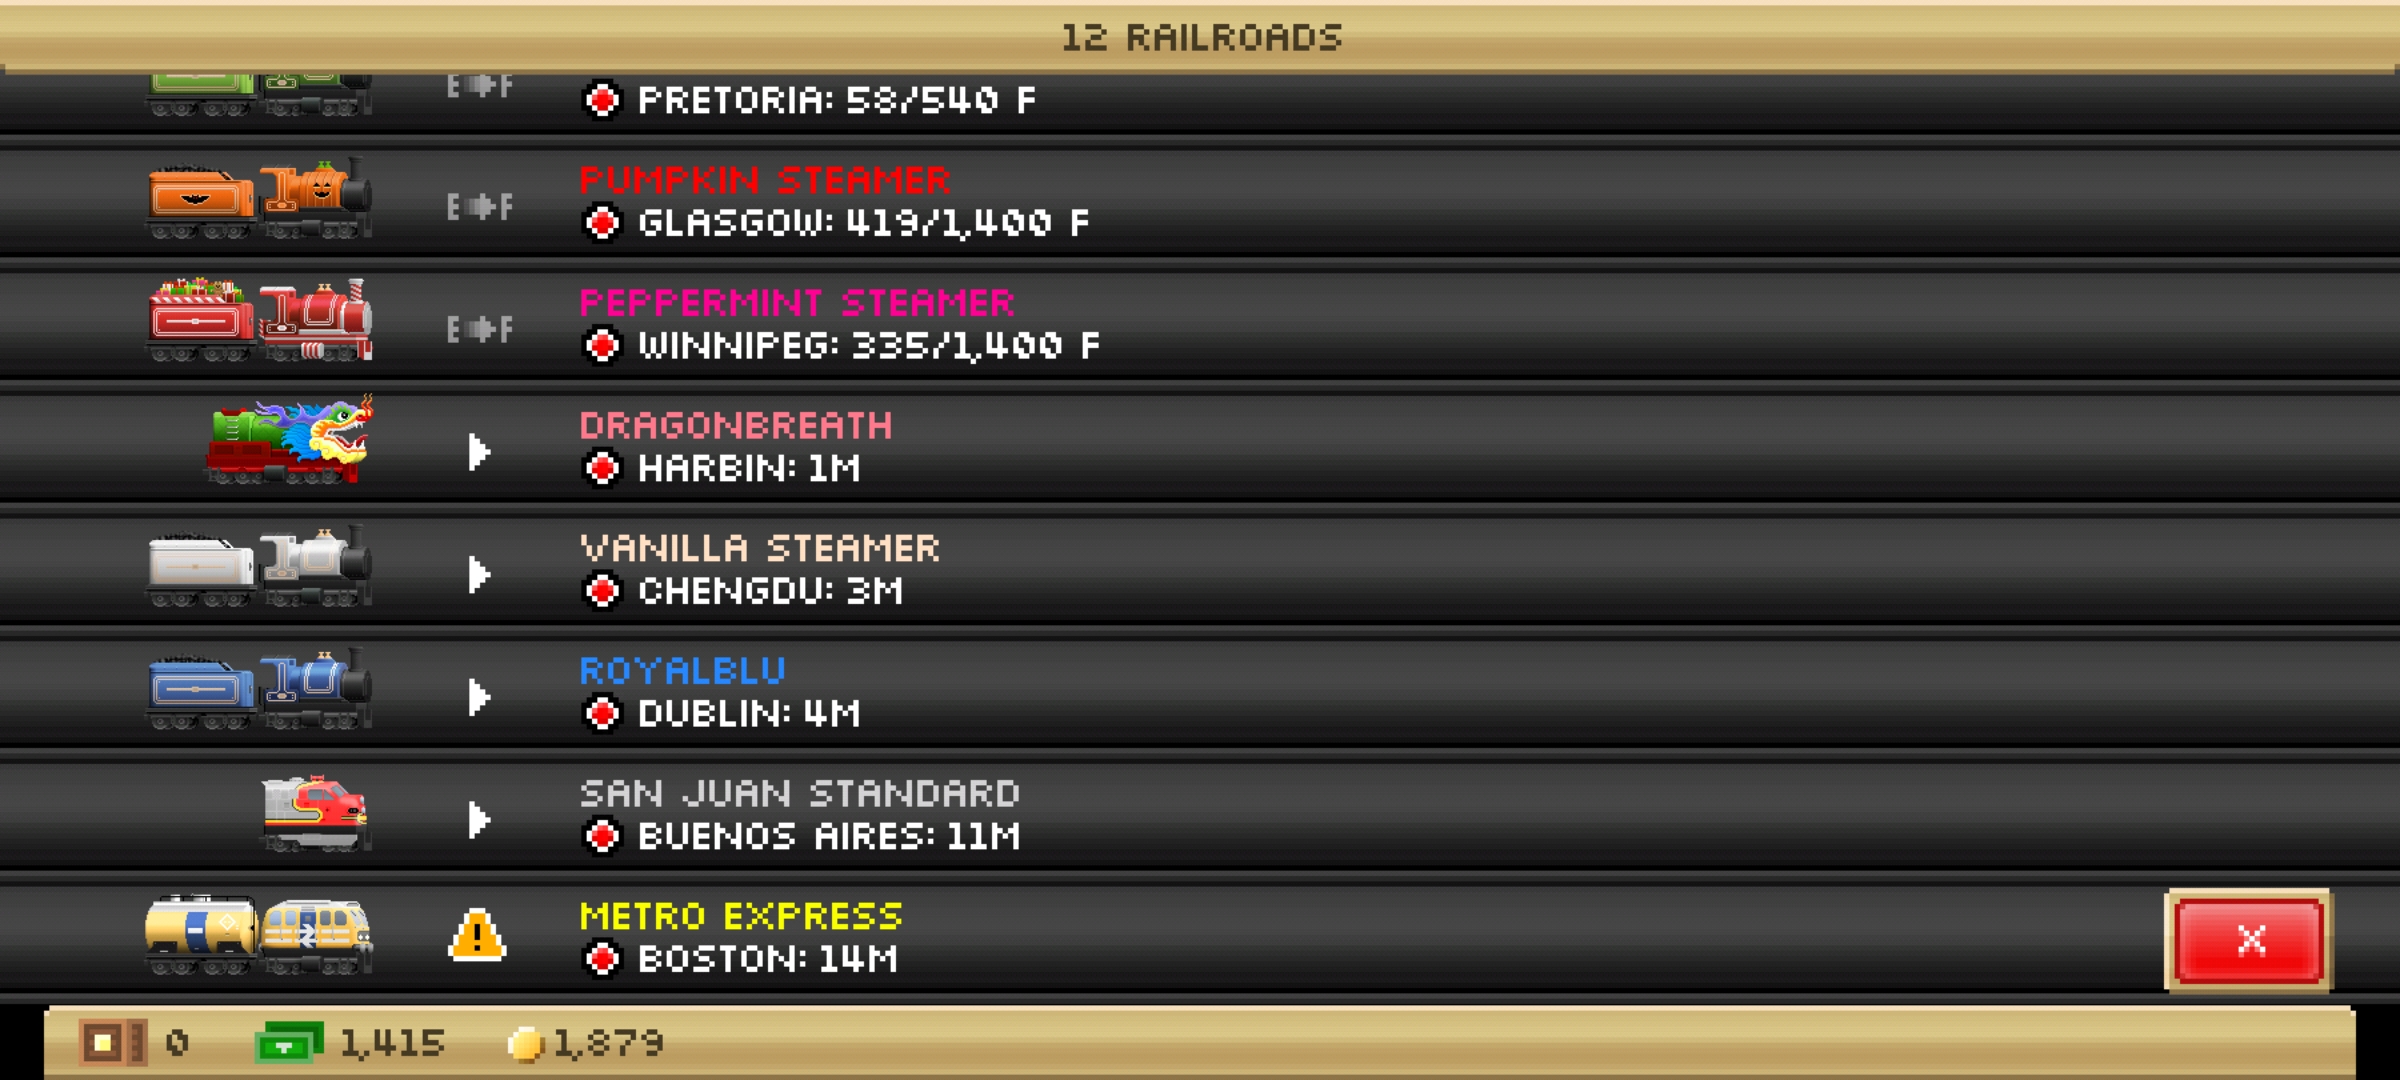 12 RAILROADS
E F
PRETORIA: 58/540 F
PUMPKIN STEAMER
E F
GLASGOW: 419/1,400 F
PEPPERMINT STEAMER
E F
WINNIPEG: 335/1,400 F
DRAGONBREATH
HARBIN: 1M
VANILLA STEAMER
CHENGDU: 3M
ROYALBLU
DUBLIN: 4M
SAN JUAN STANDARD
BUENOS AIRES: 11M
METRO EXPRESS
BOSTON: 14M
X
0 1,415 1,879